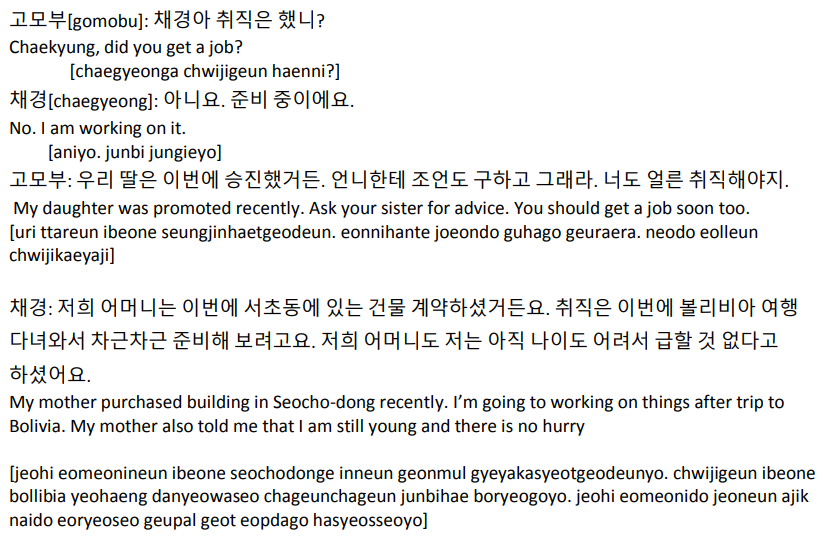 고모부[gomobu]: 채경아 취직은 했니?
Chaekyung, did you get a job?
[chaegyeonga chwijigeun haenni?]
채경[chaegyeong]: 아니요. 준비 중이에요.
No. I am working on it.
[aniyo. junbi jungieyo]
고모부: 우리 딸은 이번에 승진했거든. 언니한테 조언도 구하고 그래라. 너도 얼른 취직해야지.
My daughter was promoted recently. Ask your sister for advice. You should get a job soon too.
[uri ttareun ibeone seungjinhaetgeodeun. eonnihante joeondo guhago geuraera. neodo eolleun
chwijikaeyaji]
채경: 저희 어머니는 이번에 서초동에 있는 건물 계약하셨거든요. 취직은 이번에 볼리비아 여행
다녀와서 차근차근 준비해 보려고요. 저희 어머니도 저는 아직 나이도 어려서 급할 것 없다고
하셨어요.
My mother purchased building in Seocho-dong recently. I’m going to working on things after trip to
Bolivia. My mother also told me that I am still young and there is no hurry
[jeohi eomeonineun ibeone seochodonge inneun geonmul gyeyakasyeotgeodeunyo. chwijigeun ibeone
bollibia yeohaeng danyeowaseo chageunchageun junbihae boryeogoyo. jeohi eomeonido jeoneun ajik
naido eoryeoseo geupal geot eopdago hasyeosseoyo]